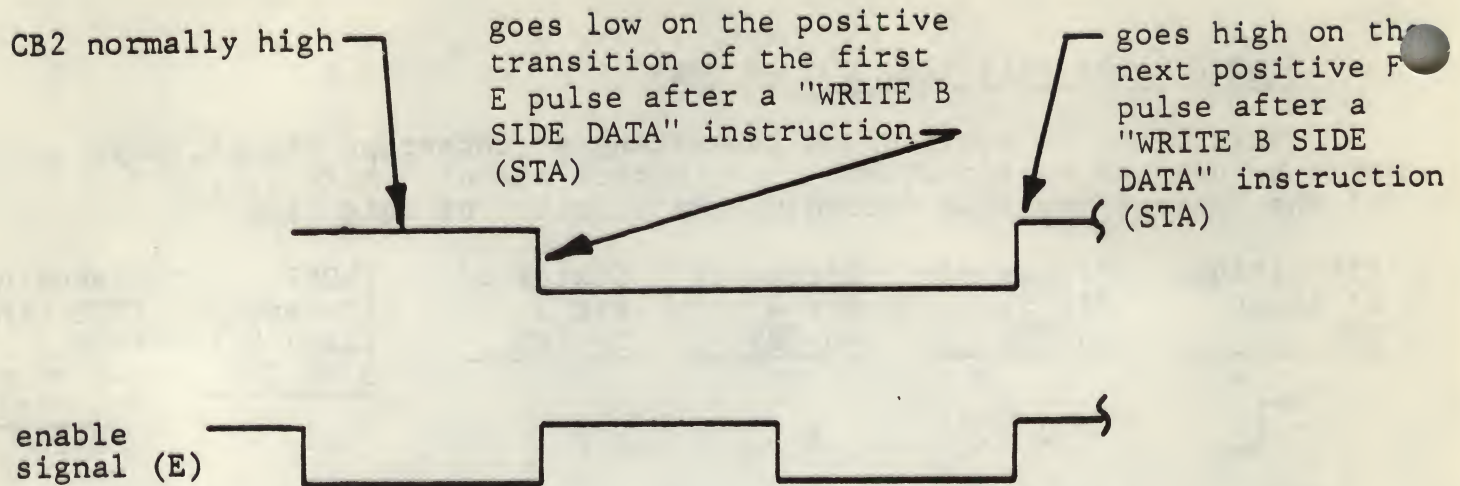 CB2 normally high
goes low on the positive
transition of the first
E pulse after a "WRITE B
SIDE DATA" instruction
(STA)
goes high on
next positive
pulse after a
"WRITE B SIDE
DATA" instruction
(STA)
enable
signal (E)